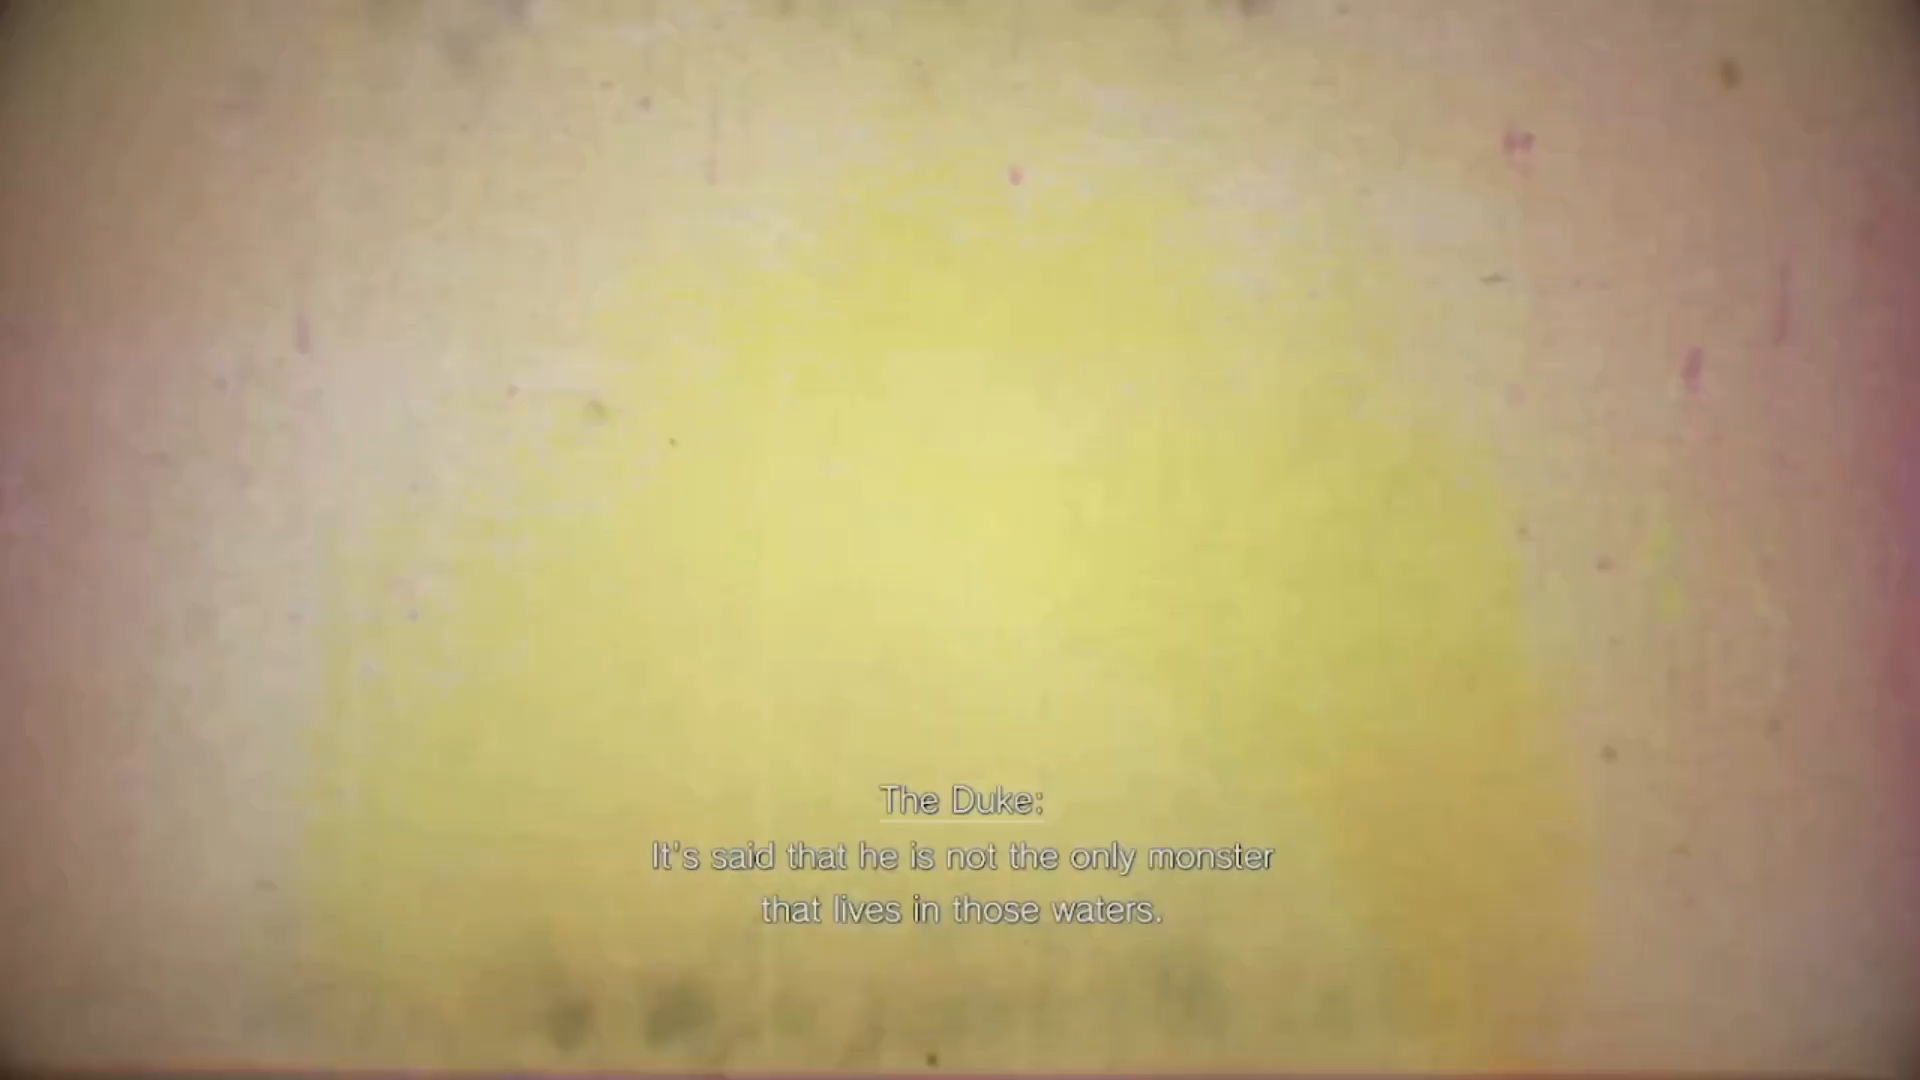 The Duke:
It's said that he is not the only monster
that lives in those waters.